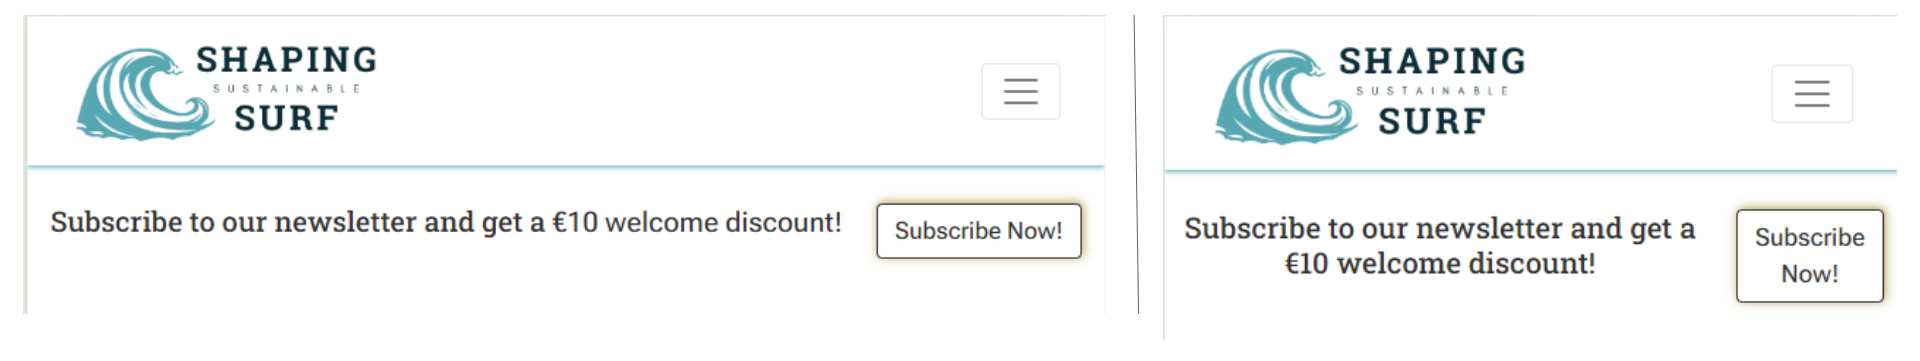 SHAPING
SUSTAINABLE
SURF
Subscribe to our newsletter and get a €10 welcome discount!
Subscribe Now!
SHAPING
SUSTAINABLE
SURF
Subscribe to our newsletter and get a
€10 welcome discount!
Subscribe
Now!